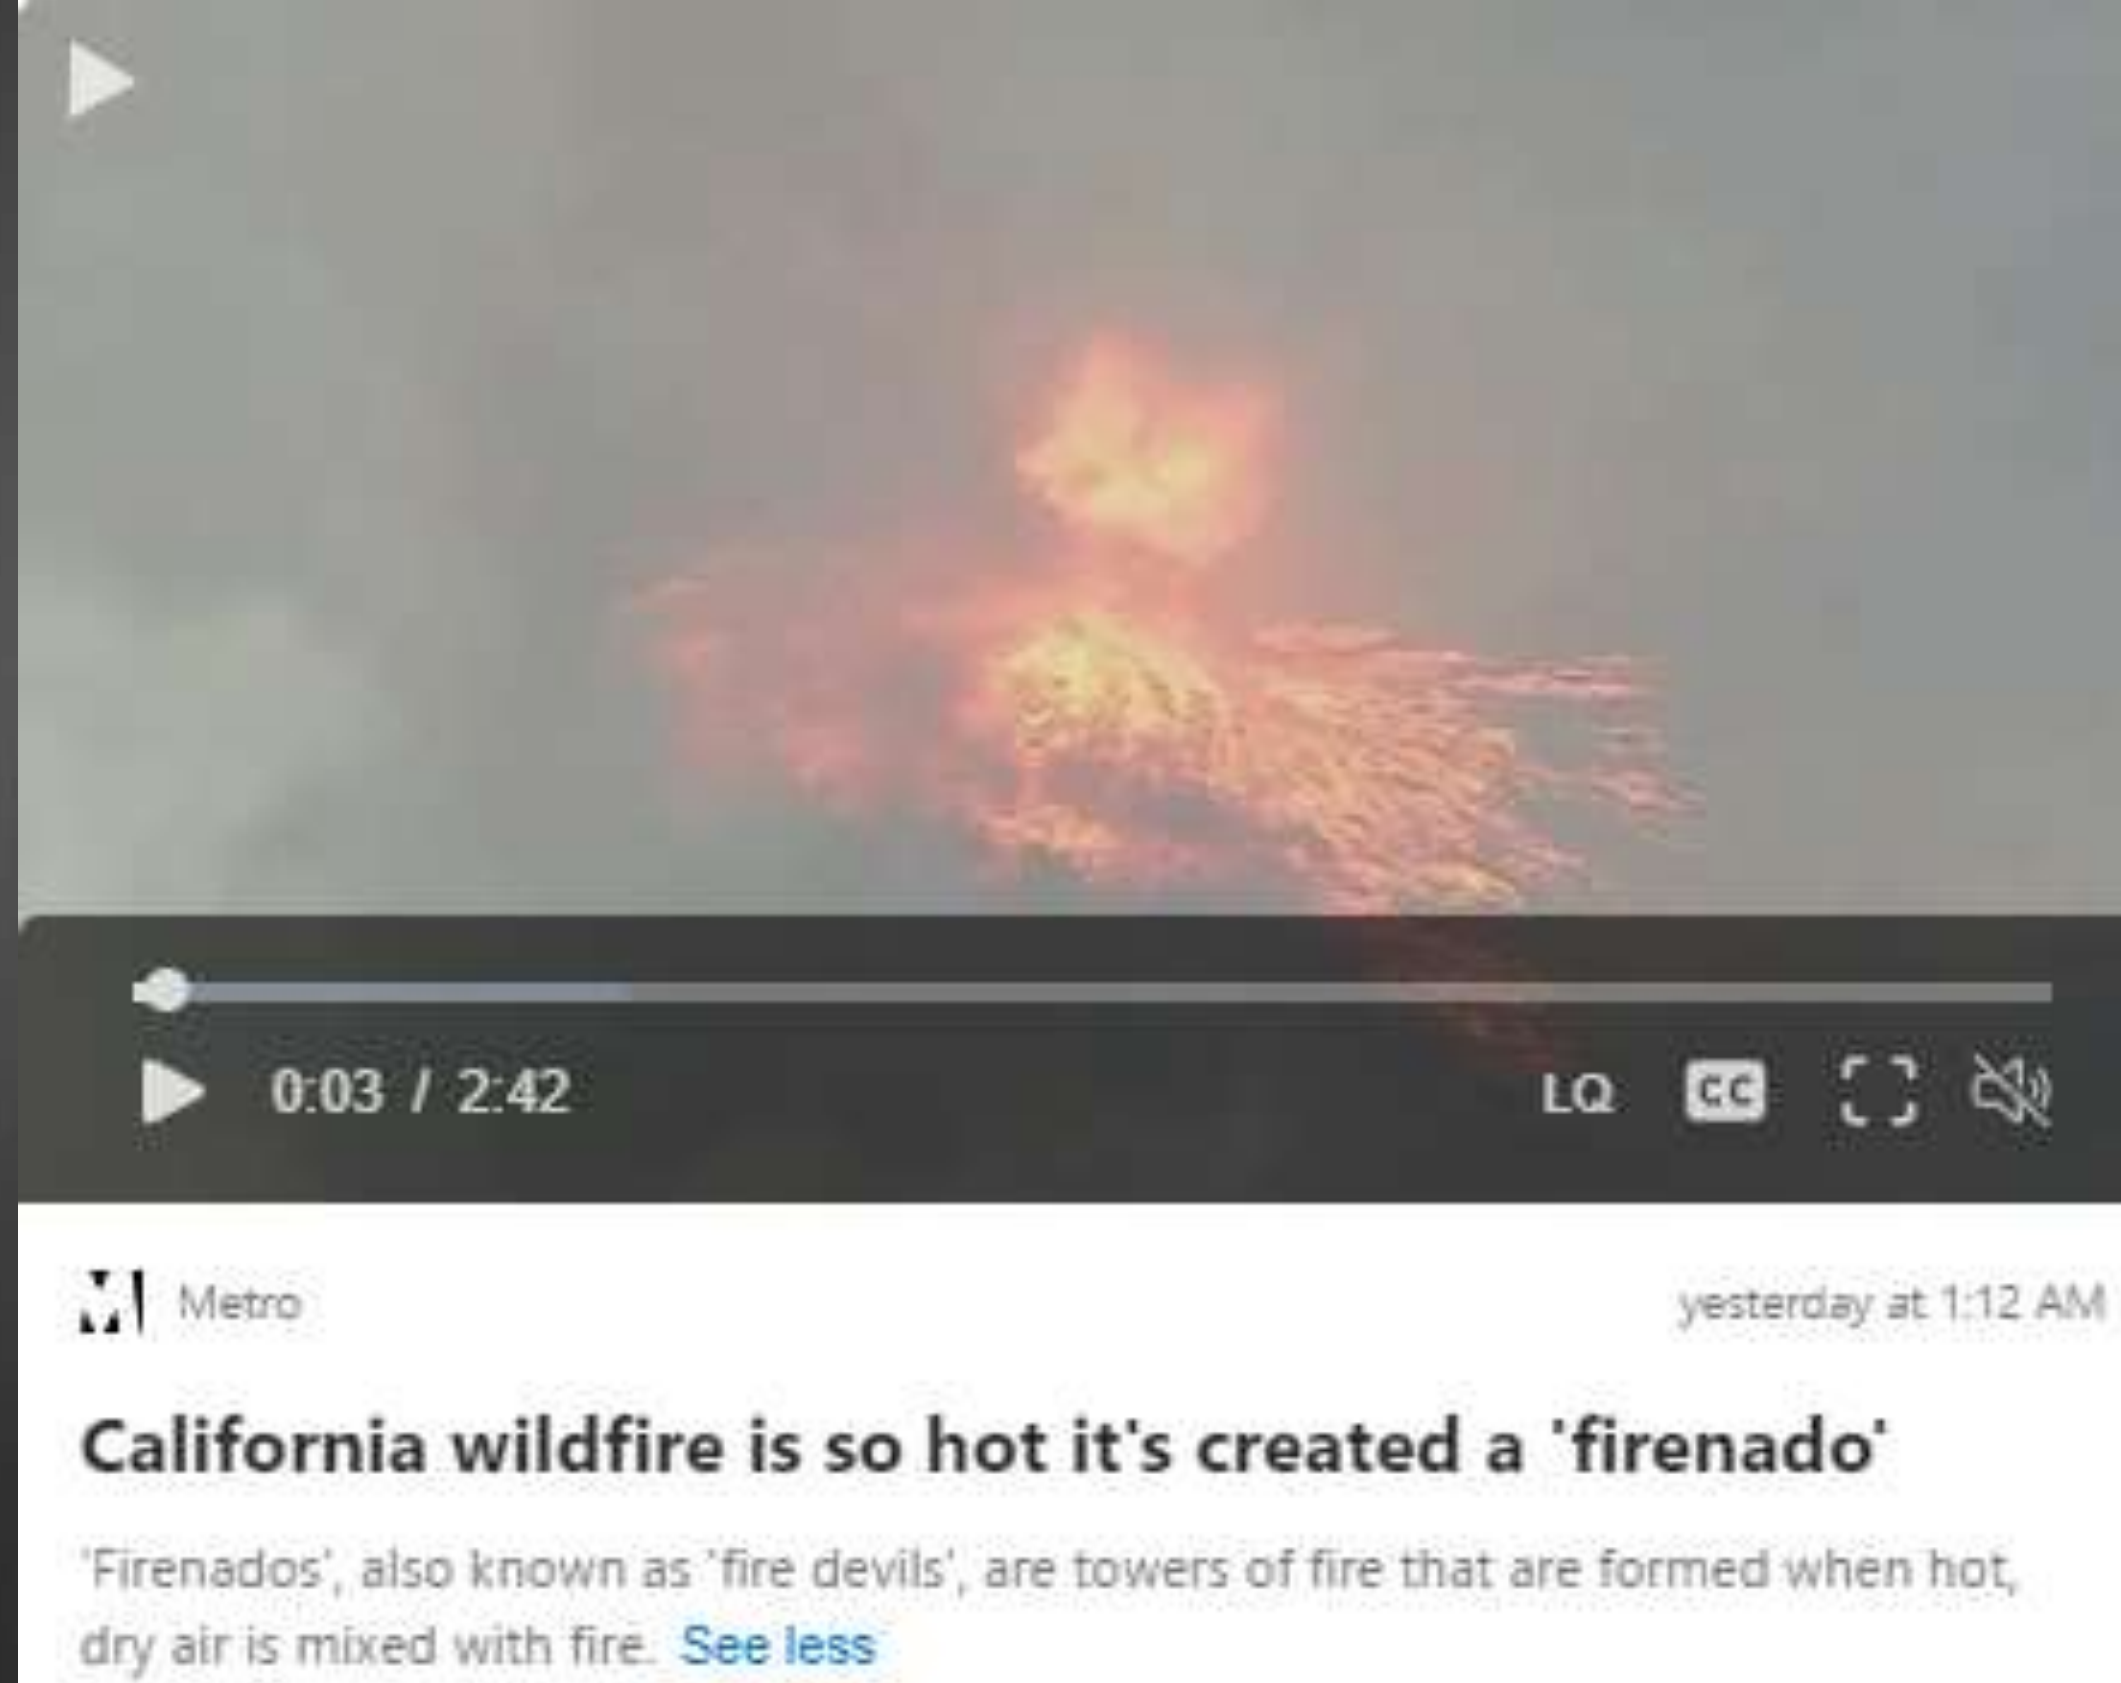 0:03 / 2:42
LQ CC
Metro
yesterday at 1:12 AM
California wildfire is so hot it's created a 'firenado'
'Firenados', also known as 'fire devils', are towers of fire that are formed when hot,
dry air is mixed with fire. See less